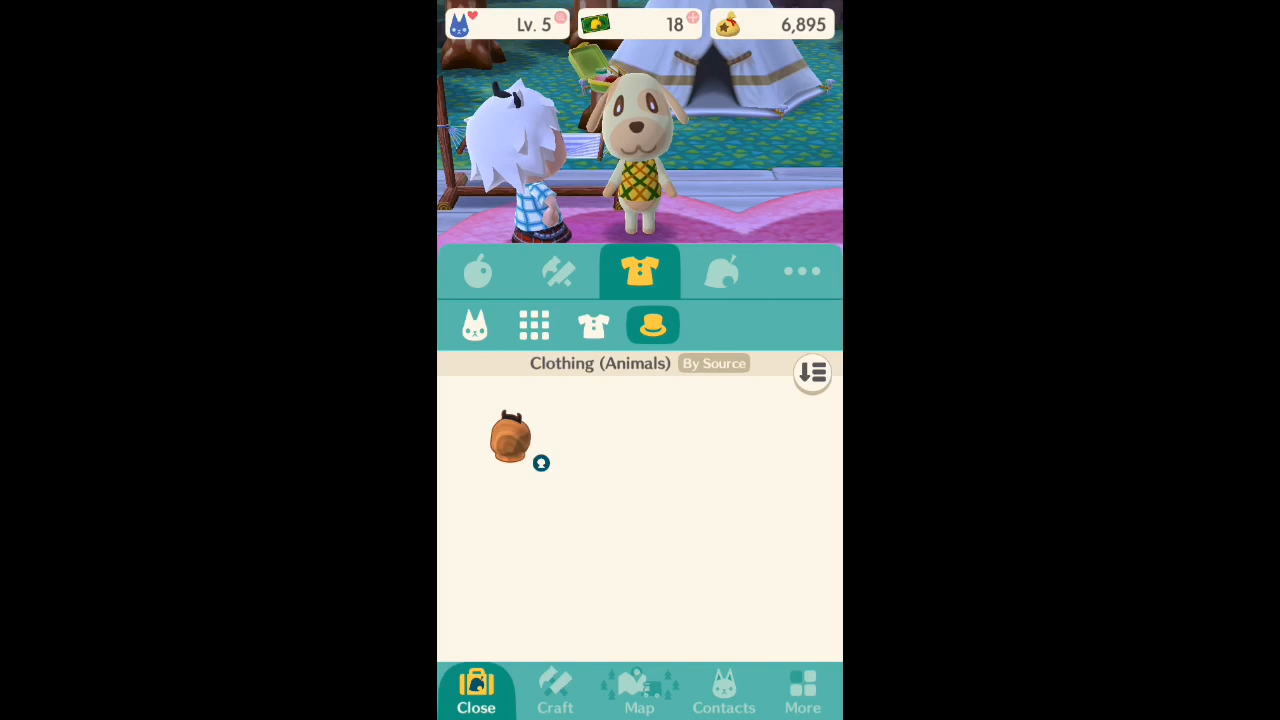 Lv. 5
18
6,895
Clothing (Animals) By Source
Close
Craft
Map
Contacts
More